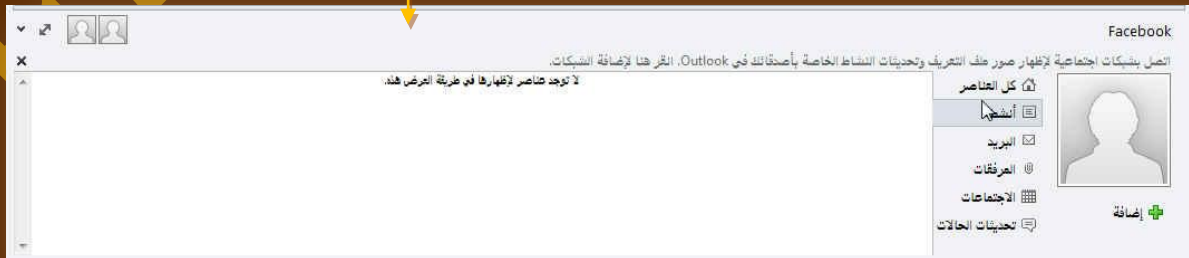 Facebook
اتصل بشبكات اجتماعية لإظهار صور ملف التعريف وتحديثات النشاط الخاصة بأصدقائك في Outlook. انقر هنا لإضافة الشبكات.
لا توجد عناصر لإظهارها في طريقة العرض هذه.
كل العناصر
البريد
المرفقات
الاجتماعات
تحديثات الحالات
إضافة